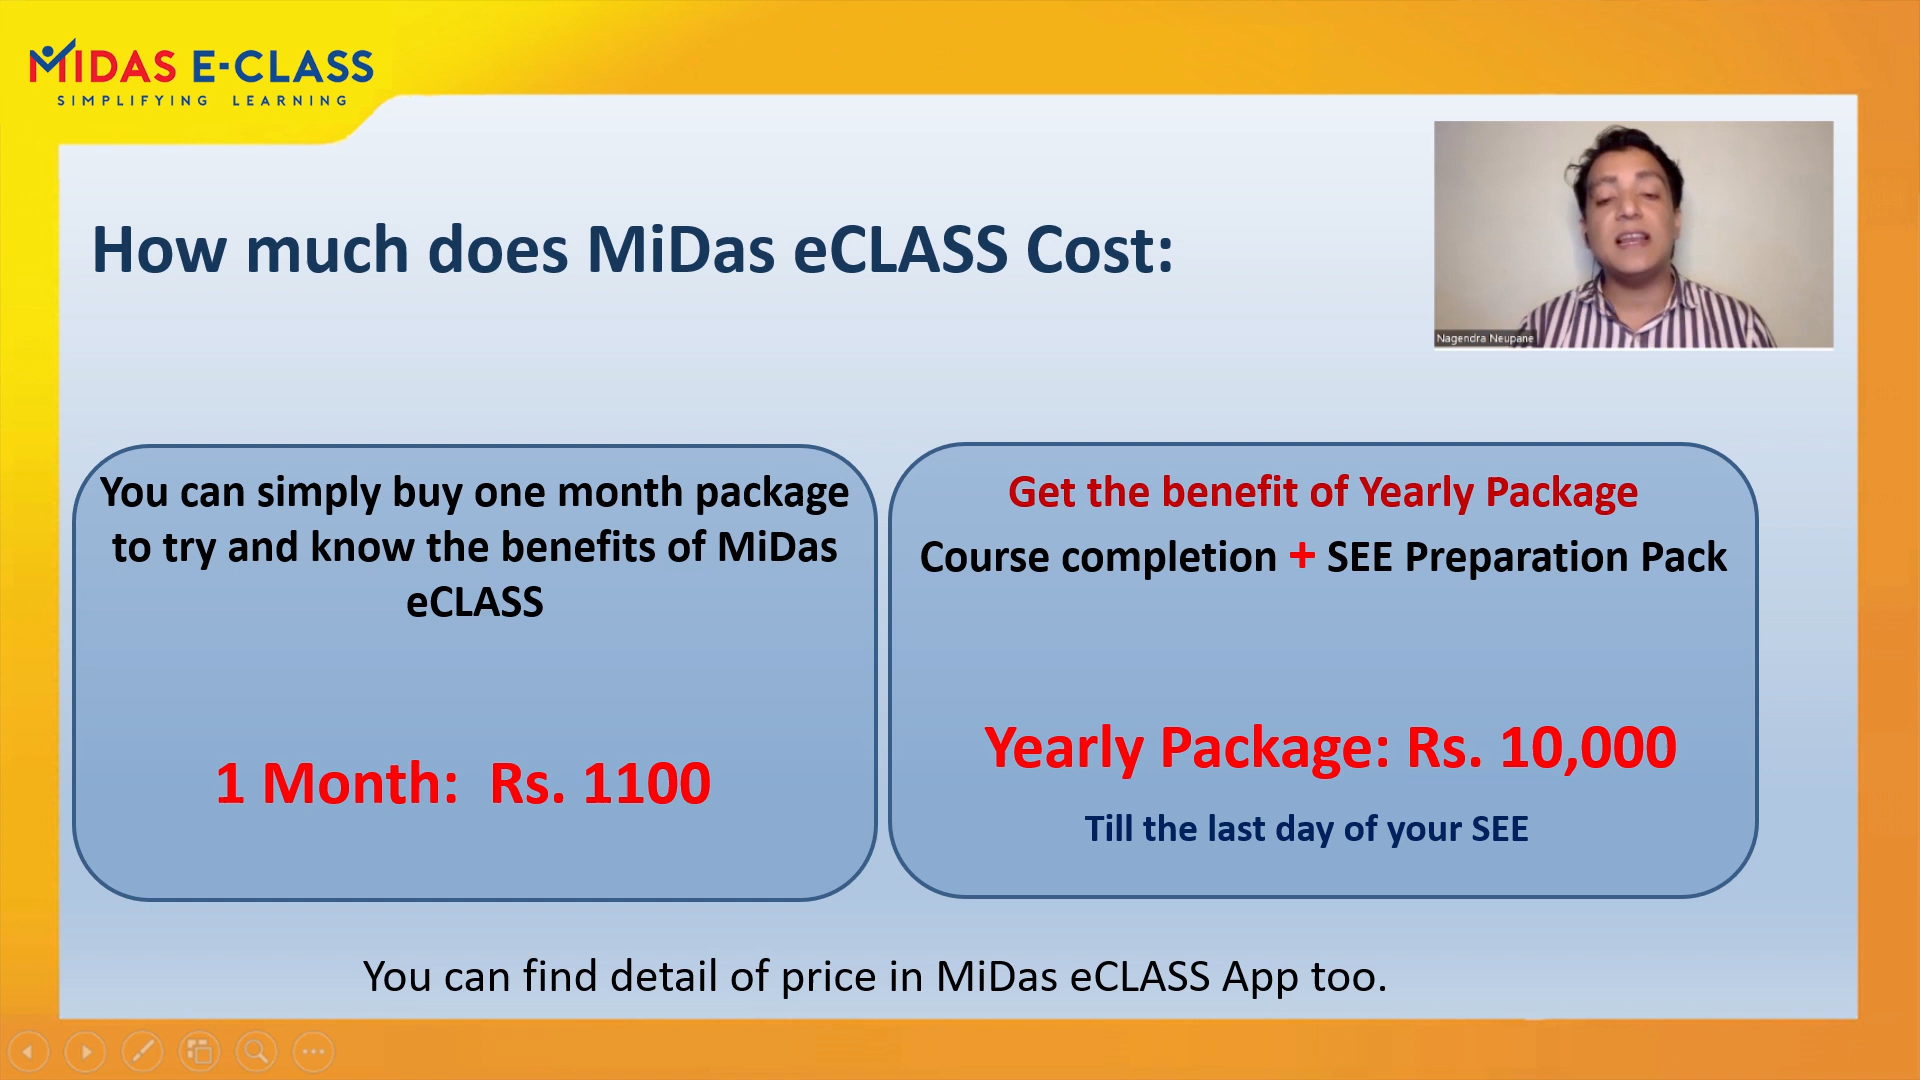 MIDAS E-CLASS
SIMPLIFYING LEARNING
How much does MiDas eCLASS Cost:
Nagendra Neupane
You can simply buy one month package
to try and know the benefits of MiDas
eCLASS
1 Month: Rs. 1100
Get the benefit of Yearly Package
Course completion + SEE Preparation Pack
Yearly Package: Rs. 10,000
Till the last day of your SEE
You can find detail of price in MiDas eCLASS App too.